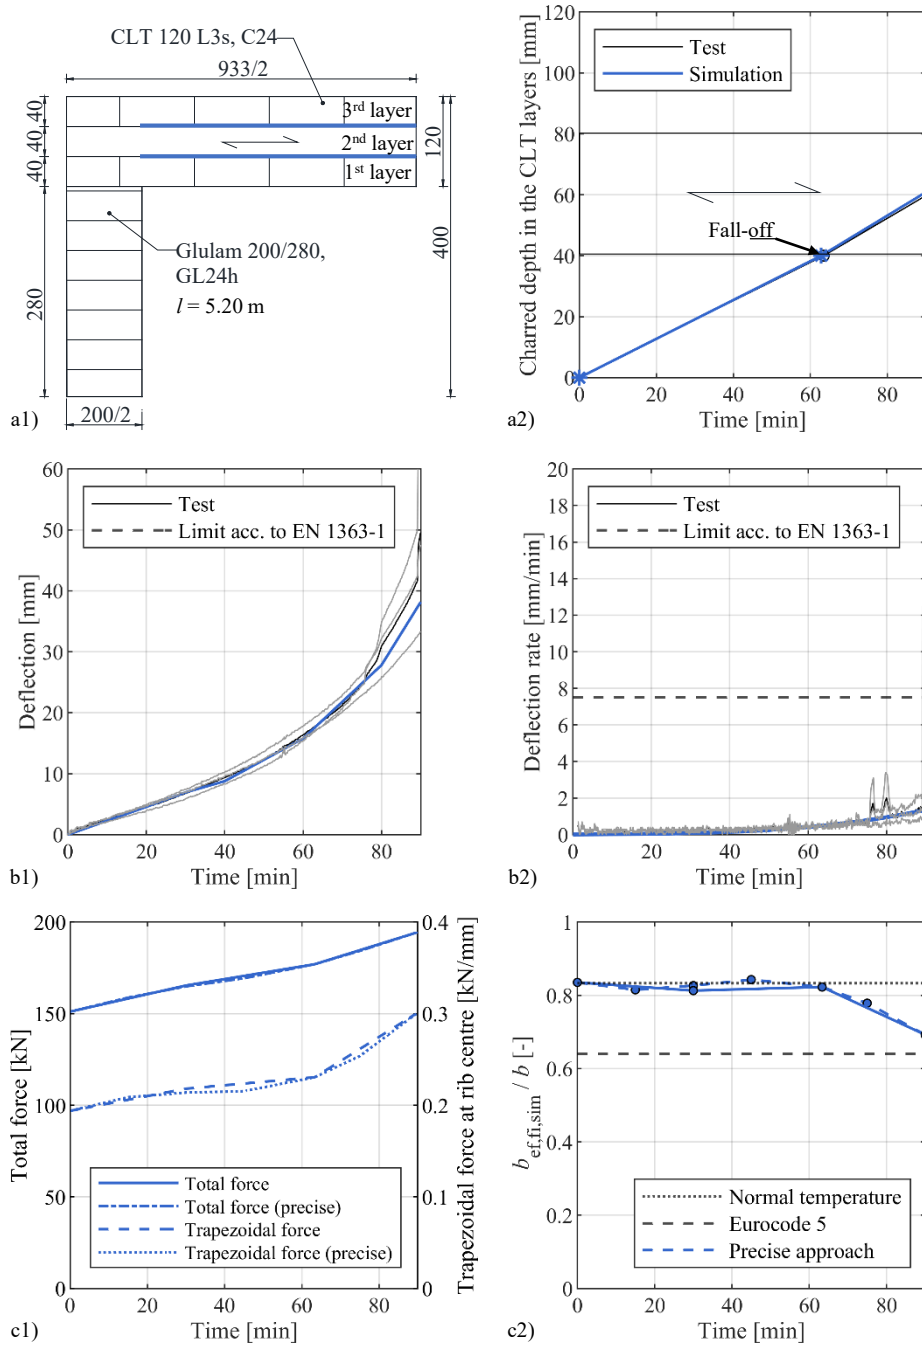 CLT 120 L3s, C24
933/2
3rd layer
2nd layer
1st layer
40, 40, 40
120
Glulam 200/280,
GL24h
l = 5.20 m
280
400
200/2
a1)
Charred depth in the CLT layers [mm]
120
100
80
60
40
20
0
Test
Simulation
Fall-off
0 20 40 60 80
Time [min]
a2)
Deflection [mm]
60
50
40
30
20
10
0
Test
Limit acc. to EN 1363-1
0 20 40 60 80
Time [min]
b1)
Deflection rate [mm/min]
20
18
16
14
12
10
8
6
4
2
0
Test
Limit acc. to EN 1363-1
0 20 40 60 80
Time [min]
b2)
Total force [kN]
200
150
100
50
0
Trapezoidal force at rib centre [kN/mm]
0.4
0.3
0.2
0.1
0
Total force
Total force (precise)
Trapezoidal force
Trapezoidal force (precise)
0 20 40 60 80
Time [min]
c1)
bef,fi,sim / b [-]
1
0.8
0.6
0.4
0.2
0
Normal temperature
Eurocode 5
Precise approach
0 20 40 60 80
Time [min]
c2)